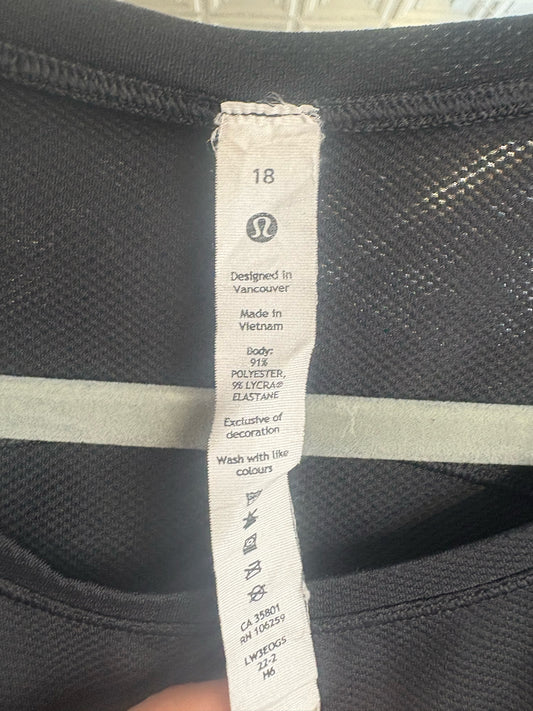 18
Designed in
Vancouver
Made in
Vietnam
Body:
91%
POLYESTER,
9% LYCRA®
ELASTANE
Exclusive of
decoration
Wash with like
colours
CA 35801
RN 106259
LW3EOGS
22-2
H6